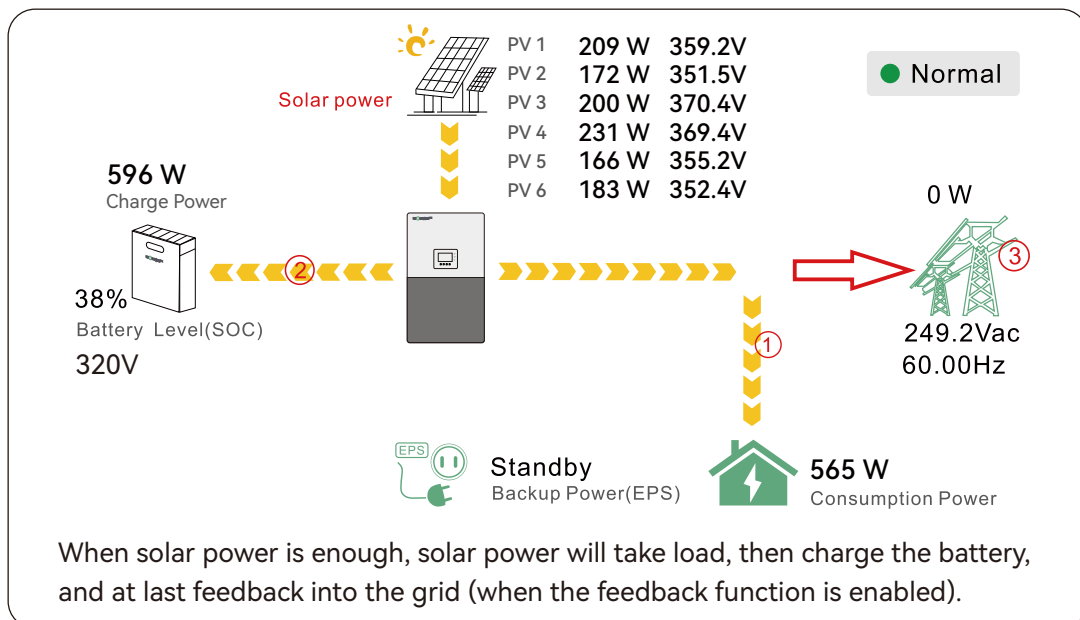 PV 1 209 W 359.2V
PV 2 172 W 351.5V
PV 3 200 W 370.4V
PV 4 231 W 369.4V
PV 5 166 W 355.2V
PV 6 183 W 352.4V
Solar power
Normal
596 W
Charge Power
0 W
2
3
38%
Battery Level(SOC)
320V
249.2Vac
60.00Hz
1
EPS
Standby
Backup Power(EPS)
565 W
Consumption Power
When solar power is enough, solar power will take load, then charge the battery,
and at last feedback into the grid (when the feedback function is enabled).